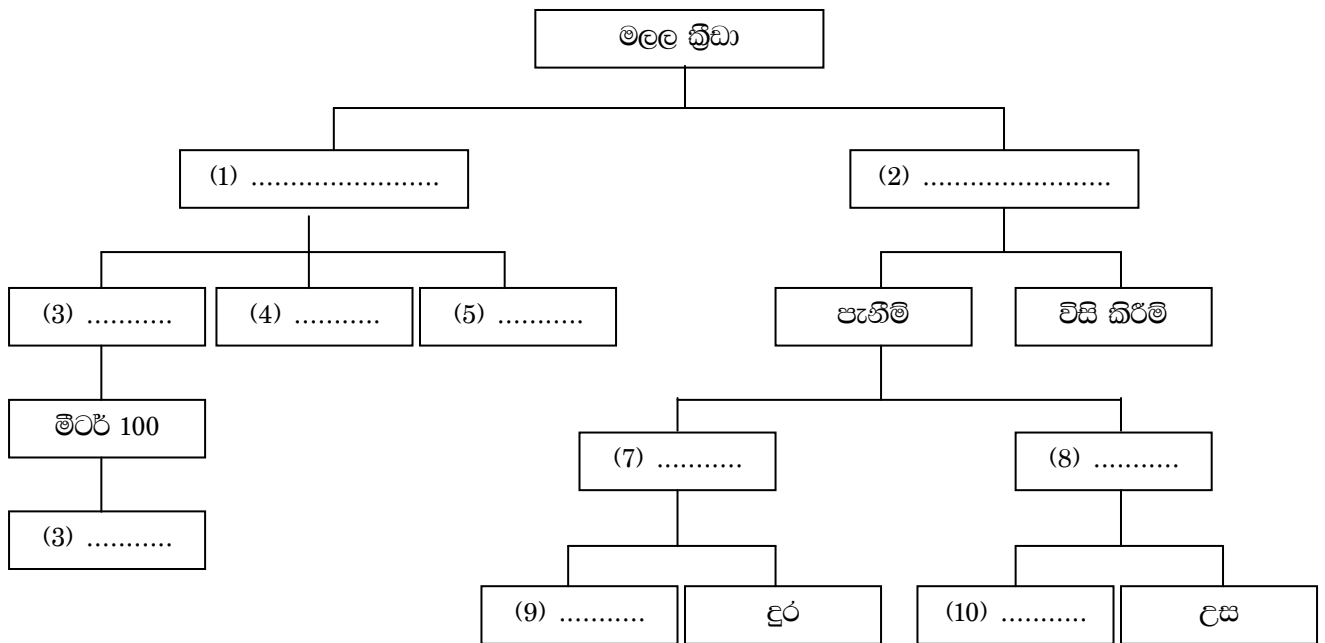 මලල ක්‍රීඩා
(1) ........................
(2) ........................
(3) ...........
(4) ...........
(5) ...........
පැනීම්
විසි කිරීම්
මීටර් 100
(7) ...........
(8) ...........
(3) ...........
(9) ...........
දුර
(10) ...........
උස